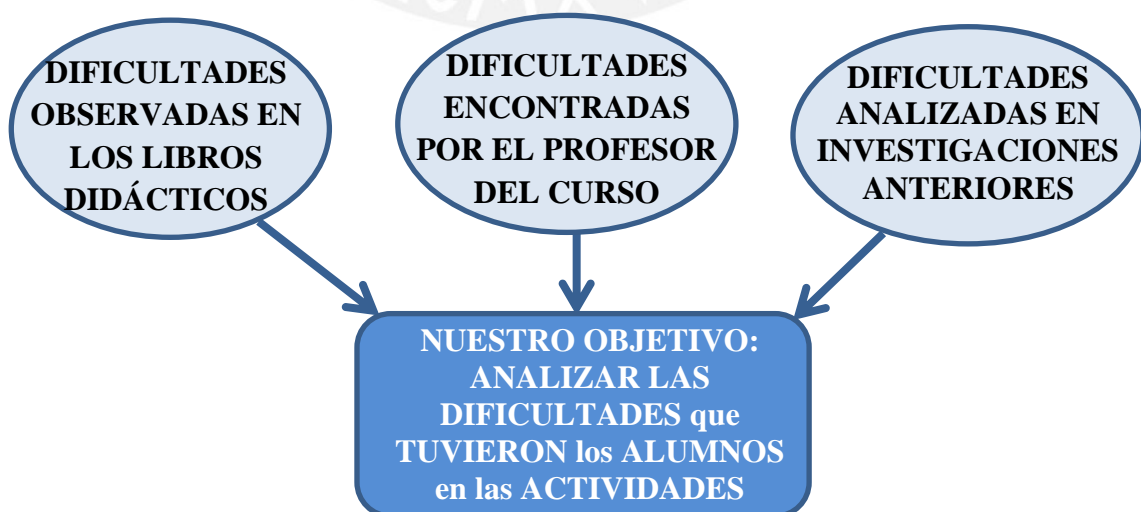 DIFICULTADES
OBSERVADAS EN
LOS LIBROS
DIDÁCTICOS
DIFICULTADES
ENCONTRADAS
POR EL PROFESOR
DEL CURSO
DIFICULTADES
ANALIZADAS EN
INVESTIGACIONES
ANTERIORES
NUESTRO OBJETIVO:
ANALIZAR LAS
DIFICULTADES que
TUVIERON los ALUMNOS
en las ACTIVIDADES